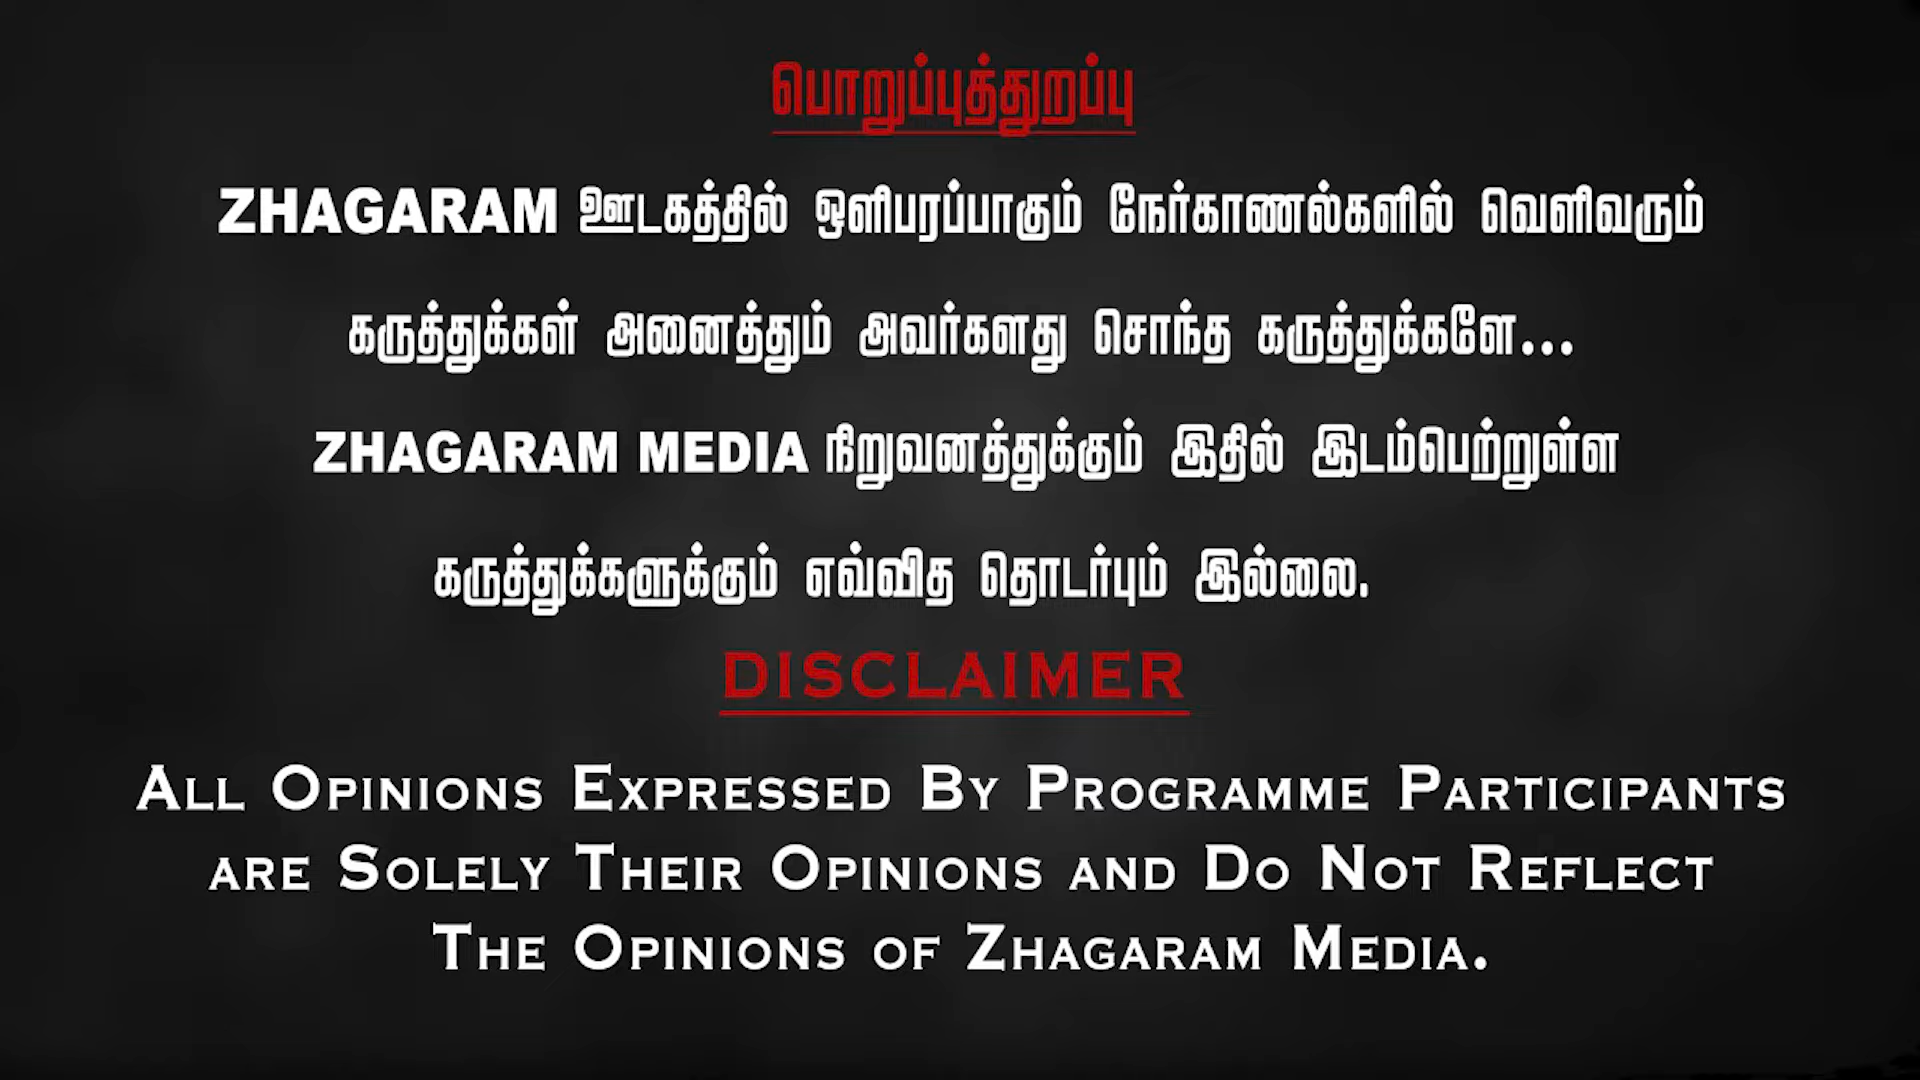 பொறுப்புத்துறப்பு
ZHAGARAM ஊடகத்தில் ஒளிபரப்பாகும் நேர்காணல்களில் வெளிவரும்
கருத்துக்கள் அனைத்தும் அவர்களது சொந்த கருத்துக்களே...
ZHAGARAM MEDIA நிறுவனத்துக்கும் இதில் இடம்பெற்றுள்ள
கருத்துக்களுக்கும் எவ்வித தொடர்பும் இல்லை.
DISCLAIMER
All Opinions Expressed By Programme Participants
are Solely Their Opinions and Do Not Reflect
The Opinions of Zhagaram Media.